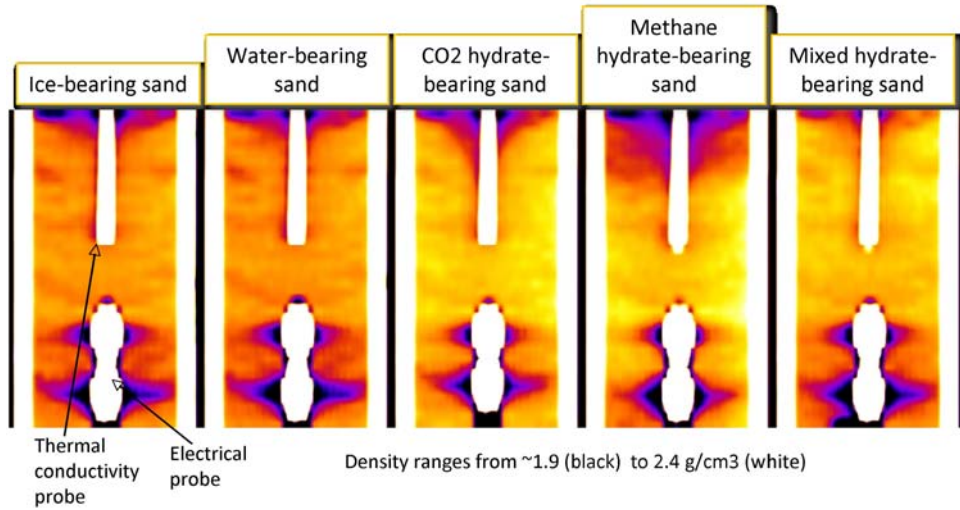 Ice-bearing sand
Water-bearing
sand
CO2 hydrate-
bearing sand
Methane
hydrate-bearing
sand
Mixed hydrate-
bearing sand
Thermal
conductivity
probe
Electrical
probe
Density ranges from ~1.9 (black) to 2.4 g/cm3 (white)